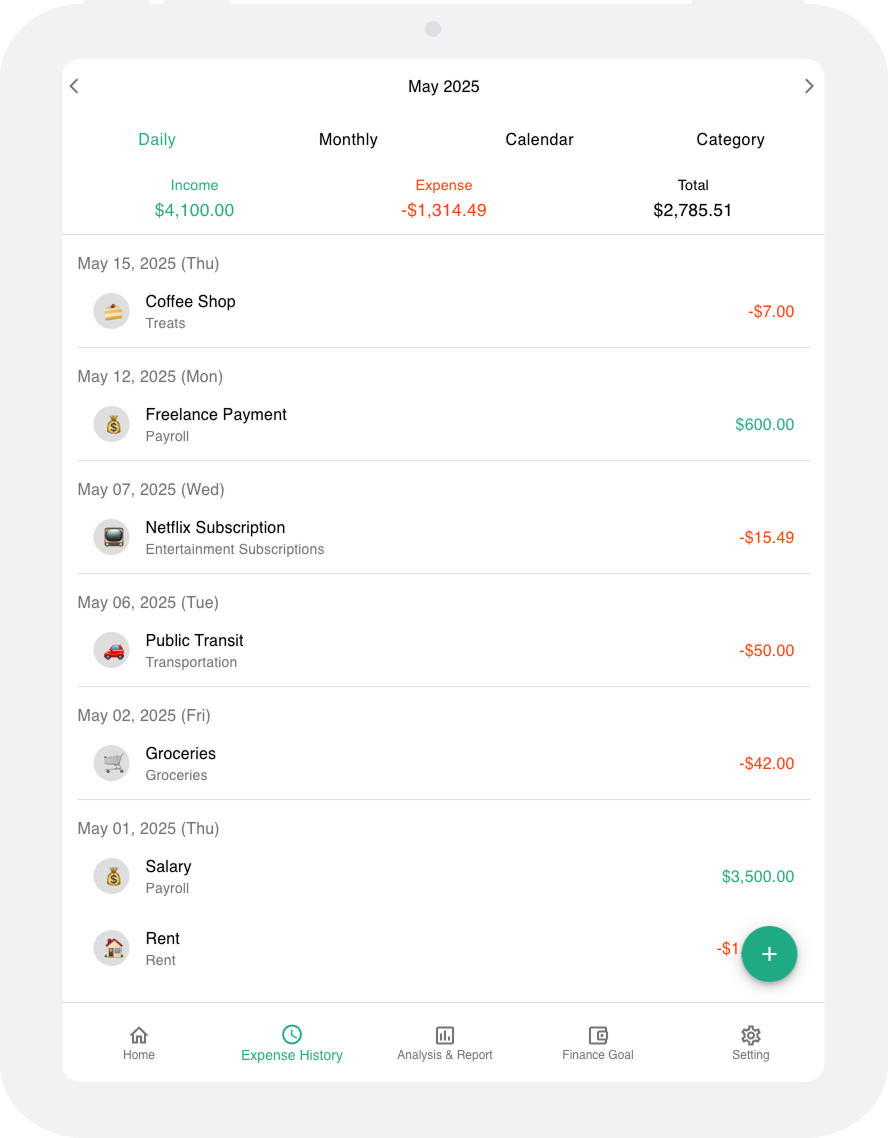 May 2025
Daily Monthly Calendar Category
Income Expense Total
$4,100.00 -$1,314.49 $2,785.51
May 15, 2025 (Thu)
Coffee Shop
Treats
-$7.00
May 12, 2025 (Mon)
Freelance Payment
Payroll
$600.00
May 07, 2025 (Wed)
Netflix Subscription
Entertainment Subscriptions
-$15.49
May 06, 2025 (Tue)
Public Transit
Transportation
-$50.00
May 02, 2025 (Fri)
Groceries
Groceries
-$42.00
May 01, 2025 (Thu)
Salary
Payroll
$3,500.00
Rent
Rent
-$1
+
Home Expense History Analysis & Report Finance Goal Setting